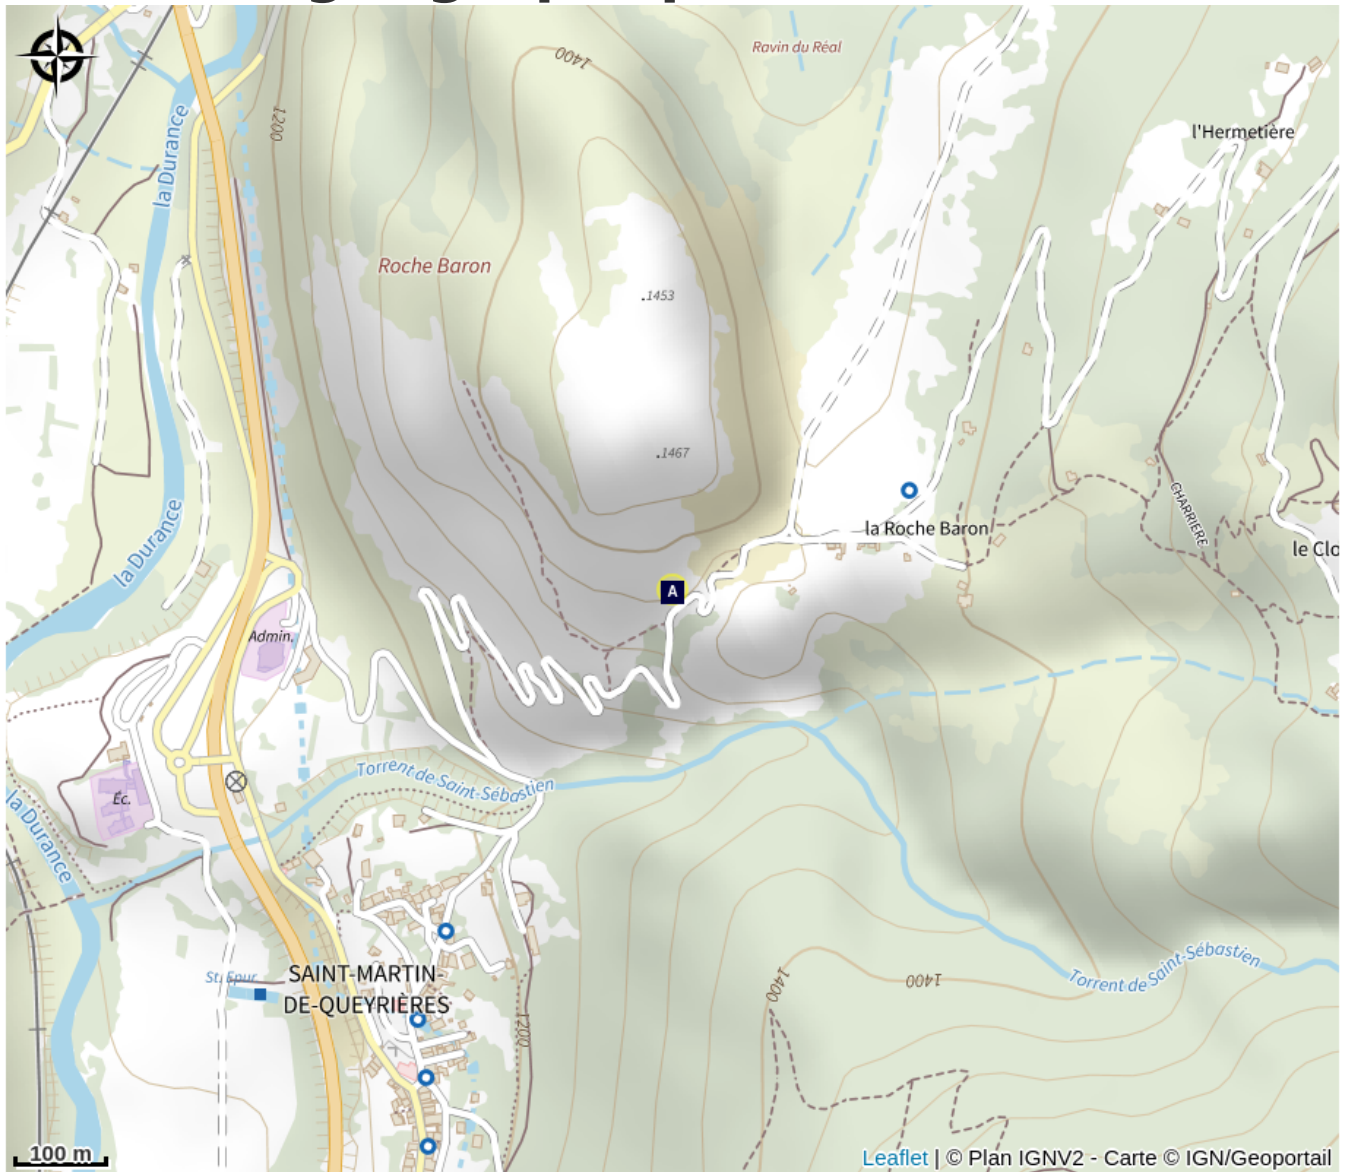 1400
Ravin du Réal
1200
la Durance
l'Hermetière
Roche Baron
.1453
.1467
CHARRIERE
la Durance
la Roche Baron
le Clo
A
Admin.
Torrent de Saint-Sébastien
Éc.
la Durance
Torrent de Saint-Sébastien
St. Epur.
SAINT-MARTIN-
DE-QUEYRIÈRES
1400
1400
1200
100 m
Leaflet | © Plan IGNV2 - Carte © IGN/Geoportail